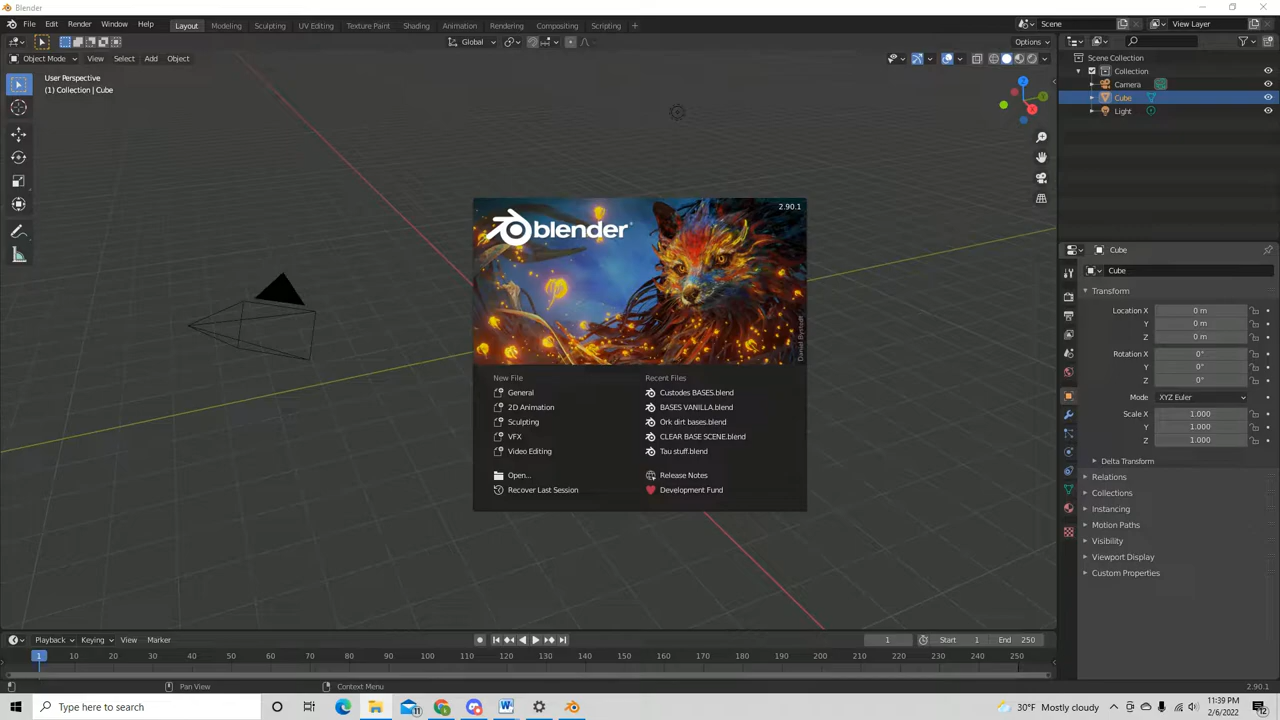 Blender
File Edit Render Window Help Layout Modeling Sculpting UV Editing Texture Paint Shading Animation Rendering Compositing Scripting + Scene View Layer
Global Options
Object Mode View Select Add Object
User Perspective
(1) Collection | Cube
Scene Collection
Collection
Camera
Cube
Light
X
Y
Z
blender
2.90.1
Daniel Bystedt
New File
General
2D Animation
Sculpting
VFX
Video Editing
Open...
Recover Last Session
Recent Files
Custodes BASES.blend
BASES VANILLA.blend
Ork dirt bases.blend
CLEAR BASE SCENE.blend
Tau stuff.blend
Release Notes
Development Fund
Cube
Cube
Transform
Location X 0 m
Y 0 m
Z 0 m
Rotation X 0°
Y 0°
Z 0°
Mode XYZ Euler
Scale X 1.000
Y 1.000
Z 1.000
Delta Transform
Relations
Collections
Instancing
Motion Paths
Visibility
Viewport Display
Custom Properties
Playback Keying View Marker 1 Start 1 End 250
1 10 20 30 40 50 60 70 80 90 100 110 120 130 140 150 160 170 180 190 200 210 220 230 240 250
Pan View Context Menu 2.90.1
Type here to search 30°F Mostly cloudy 11:39 PM
2/6/2022